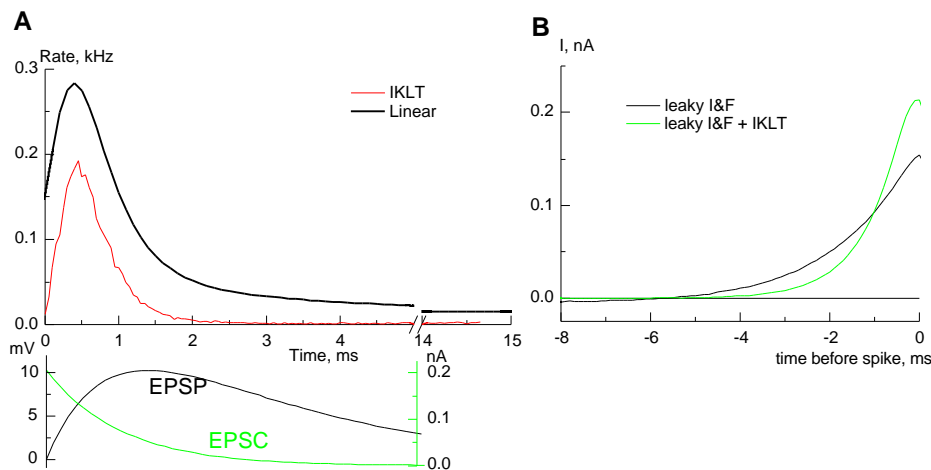 A
Rate, kHz
0.3
0.2
0.1
0.0
IKLT
Linear
0 1 2 3 4 14 15
Time, ms
mV
10
5
0
EPSP
EPSC
nA
0.2
0.1
0.0
B
I, nA
0.2
0.1
0.0
leaky I&F
leaky I&F + IKLT
-8 -6 -4 -2 0
time before spike, ms